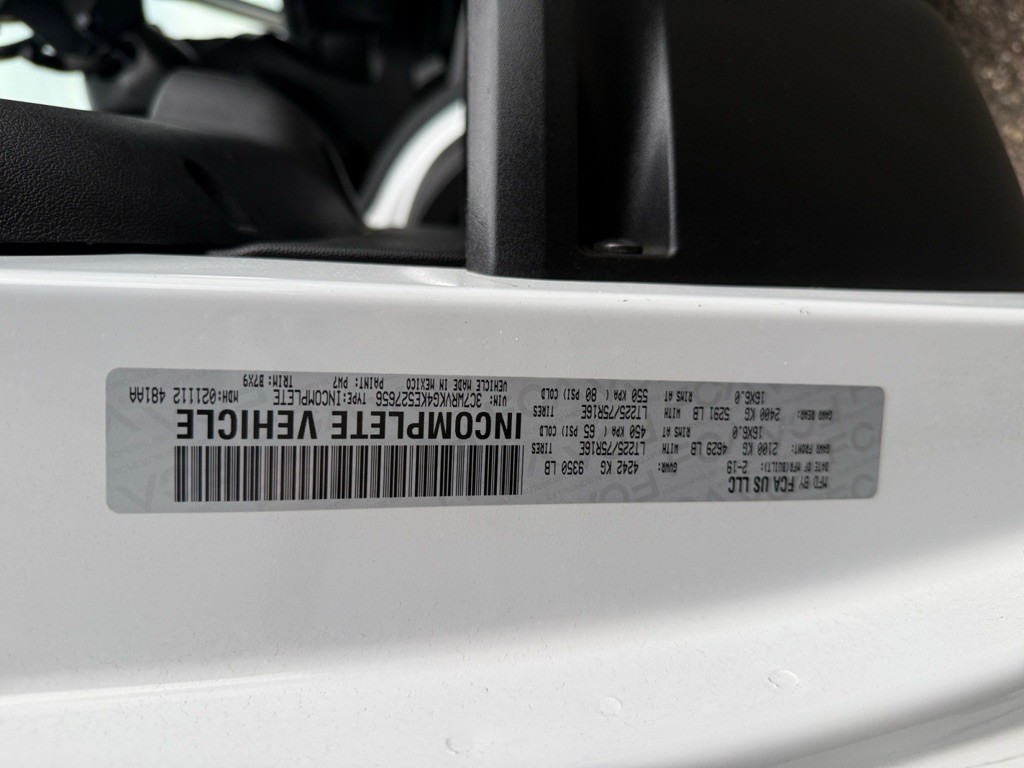 MFD BY FCA US LLC
DATE OF MFR(BUILT): 2-19 GWR: 4242 KG 9350 LB
GAWR FRONT: 2100 KG 4629 LB WITH TIRES LT225/75R16E
16X6.0 RIMS AT 450 KPA ( 65 PSI) COLD
GAWR REAR: 2400 KG 5291 LB WITH TIRES LT225/75R16E
16X6.0 RIMS AT 550 KPA ( 80 PSI) COLD
INCOMPLETE VEHICLE
VIN: 3C7WRVKG4KE527656 TYPE:INCOMPLETE MDH:021112 481AA
VEHICLE MADE IN MEXICO PAINT: PW7 TRIM: B7X9